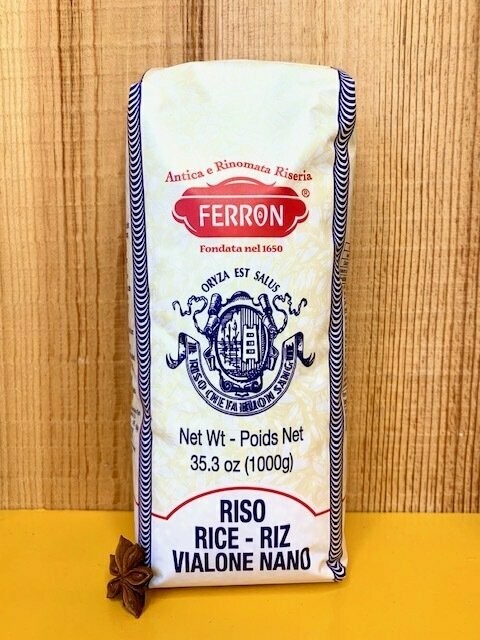 Antica e Rinomata Riseria
FERRON®
Fondata nel 1650
ORYZA EST SALUS
IL RISO CHE FA BUON SANGUE
Net Wt - Poids Net
35.3 oz (1000g)
RISO
RICE - RIZ
VIALONE NANO